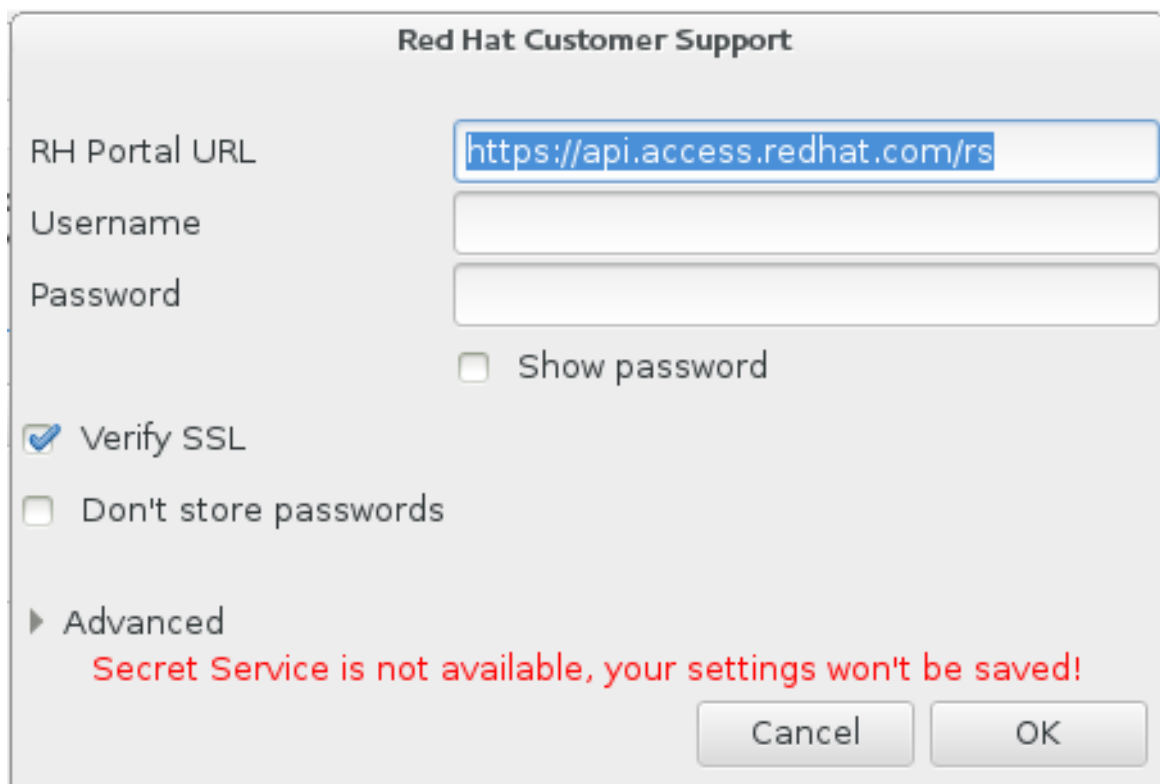 Red Hat Customer Support
RH Portal URL https://api.access.redhat.com/rs
Username
Password
Show password
Verify SSL
Don't store passwords
Advanced
Secret Service is not available, your settings won't be saved!
Cancel OK